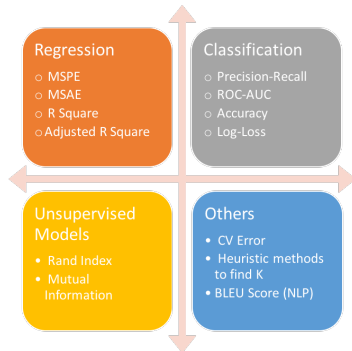 Regression
○ MSPE
○ MSAE
○ R Square
○ Adjusted R Square
Classification
○ Precision-Recall
○ ROC-AUC
○ Accuracy
○ Log-Loss
Unsupervised
Models
• Rand Index
• Mutual
Information
Others
• CV Error
• Heuristic methods
to find K
• BLEU Score (NLP)